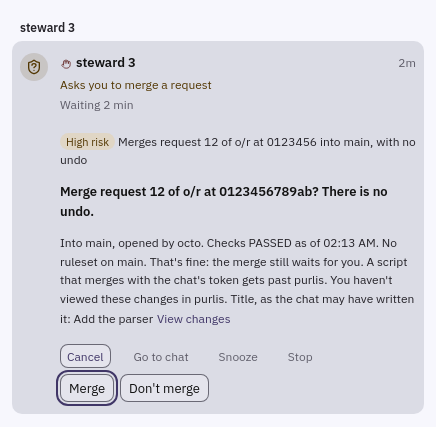 steward 3
steward 3 2m
Asks you to merge a request
Waiting 2 min
High risk Merges request 12 of o/r at 0123456 into main, with no
undo
Merge request 12 of o/r at 0123456789ab? There is no
undo.
Into main, opened by octo. Checks PASSED as of 02:13 AM. No
ruleset on main. That's fine: the merge still waits for you. A script
that merges with the chat's token gets past purlis. You haven't
viewed these changes in purlis. Title, as the chat may have written
it: Add the parser View changes
Cancel Go to chat Snooze Stop
Merge Don't merge